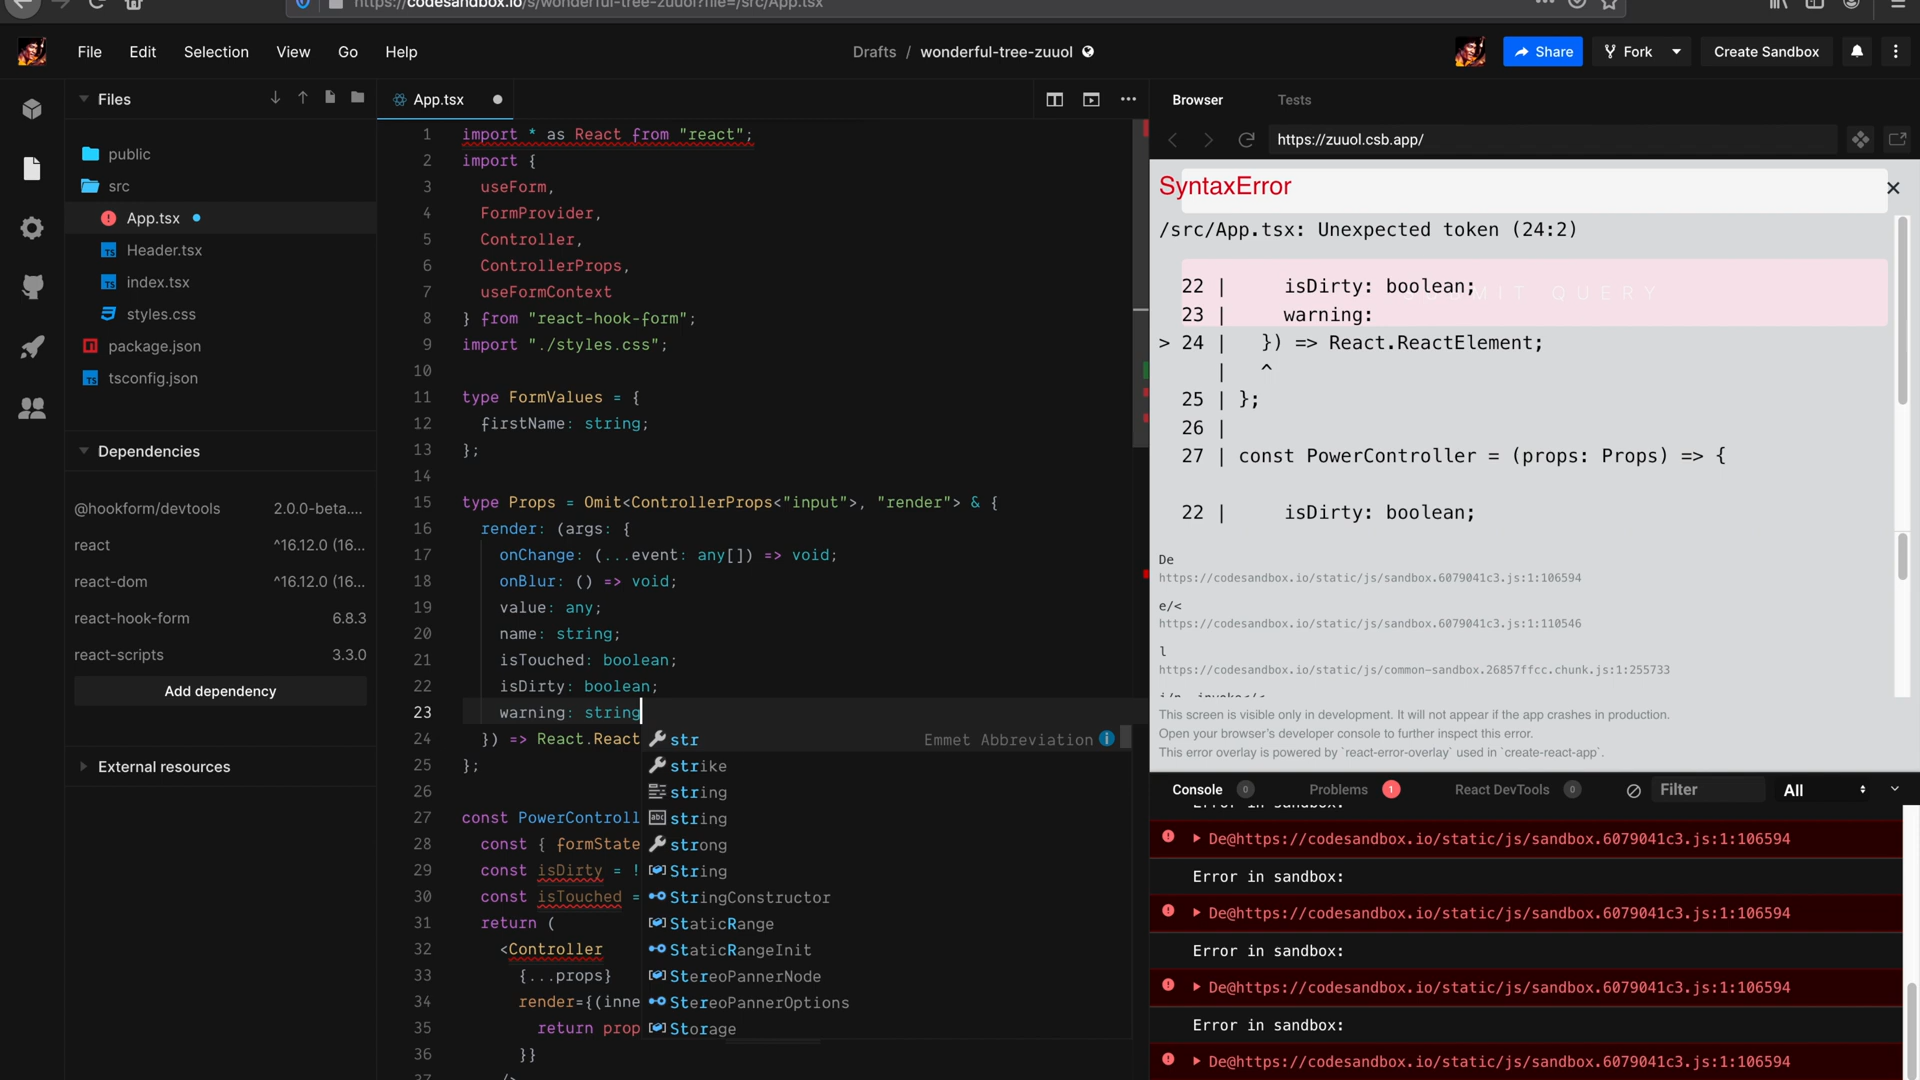 https://codesandbox.io/s/wonderful-tree-zuuol?file=/src/App.tsx
File Edit Selection View Go Help
Drafts / wonderful-tree-zuuol
Share
Fork
Create Sandbox
Files
public
src
App.tsx
Header.tsx
index.tsx
styles.css
package.json
tsconfig.json
Dependencies
@hookform/devtools 2.0.0-beta....
react ^16.12.0 (16...
react-dom ^16.12.0 (16...
react-hook-form 6.8.3
react-scripts 3.3.0
Add dependency
External resources
App.tsx
1 import * as React from "react";
2 import {
3 useForm,
4 FormProvider,
5 Controller,
6 ControllerProps,
7 useFormContext
8 } from "react-hook-form";
9 import "./styles.css";
10
11 type FormValues = {
12 firstName: string;
13 };
14
15 type Props = Omit<ControllerProps<"input">, "render"> & {
16 render: (args: {
17 onChange: (...event: any[]) => void;
18 onBlur: () => void;
19 value: any;
20 name: string;
21 isTouched: boolean;
22 isDirty: boolean;
23 warning: string
24 }) => React.React
25 };
26
27 const PowerControll
28 const { formState
29 const isDirty = !
30 const isTouched =
31 return (
32 <Controller
33 {...props}
34 render={(inne
35 return prop
36 }}
37 />
str Emmet Abbreviation
strike
string
string
strong
String
StringConstructor
StaticRange
StaticRangeInit
StereoPannerNode
StereoPannerOptions
Storage
Browser Tests
https://zuuol.csb.app/
SyntaxError
/src/App.tsx: Unexpected token (24:2)
SUBMIT QUERY
22 | isDirty: boolean;
23 | warning:
> 24 | }) => React.ReactElement;
| ^
25 | };
26 |
27 | const PowerController = (props: Props) => {
22 | isDirty: boolean;
De
https://codesandbox.io/static/js/sandbox.6079041c3.js:1:106594
e/<
https://codesandbox.io/static/js/sandbox.6079041c3.js:1:110546
l
https://codesandbox.io/static/js/common-sandbox.26857ffcc.chunk.js:1:255733
This screen is visible only in development. It will not appear if the app crashes in production.
Open your browser’s developer console to further inspect this error.
This error overlay is powered by `react-error-overlay` used in `create-react-app`.
Console 0 Problems 1 React DevTools 0 Filter All
Error in sandbox:
De@https://codesandbox.io/static/js/sandbox.6079041c3.js:1:106594
Error in sandbox:
De@https://codesandbox.io/static/js/sandbox.6079041c3.js:1:106594
Error in sandbox:
De@https://codesandbox.io/static/js/sandbox.6079041c3.js:1:106594
Error in sandbox:
De@https://codesandbox.io/static/js/sandbox.6079041c3.js:1:106594